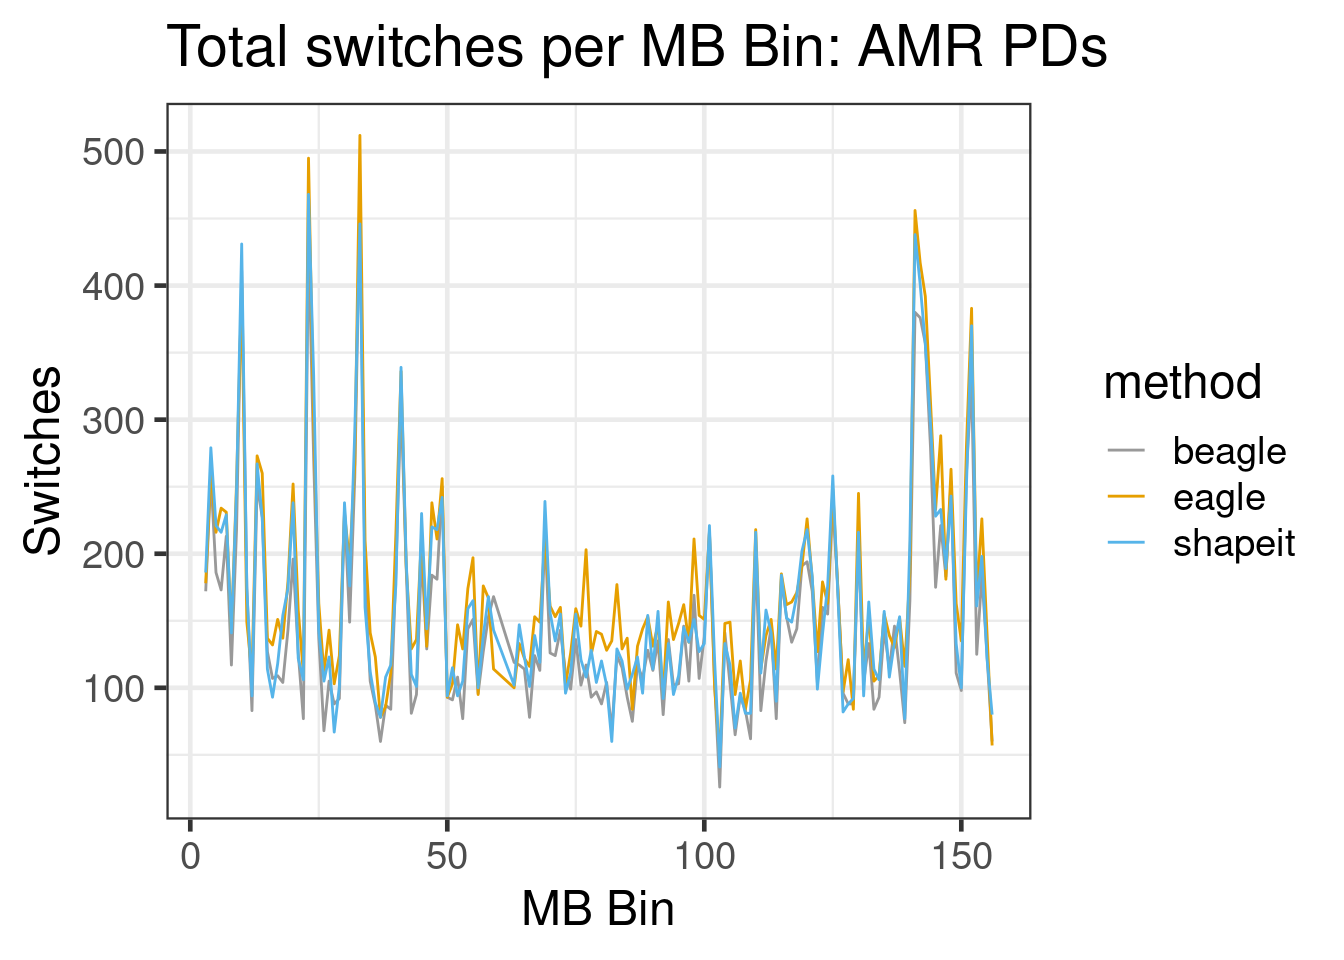 Total switches per MB Bin: AMR PDs
500
400
300
200
100
Switches
0
50
100
150
MB Bin
method
beagle
eagle
shapeit